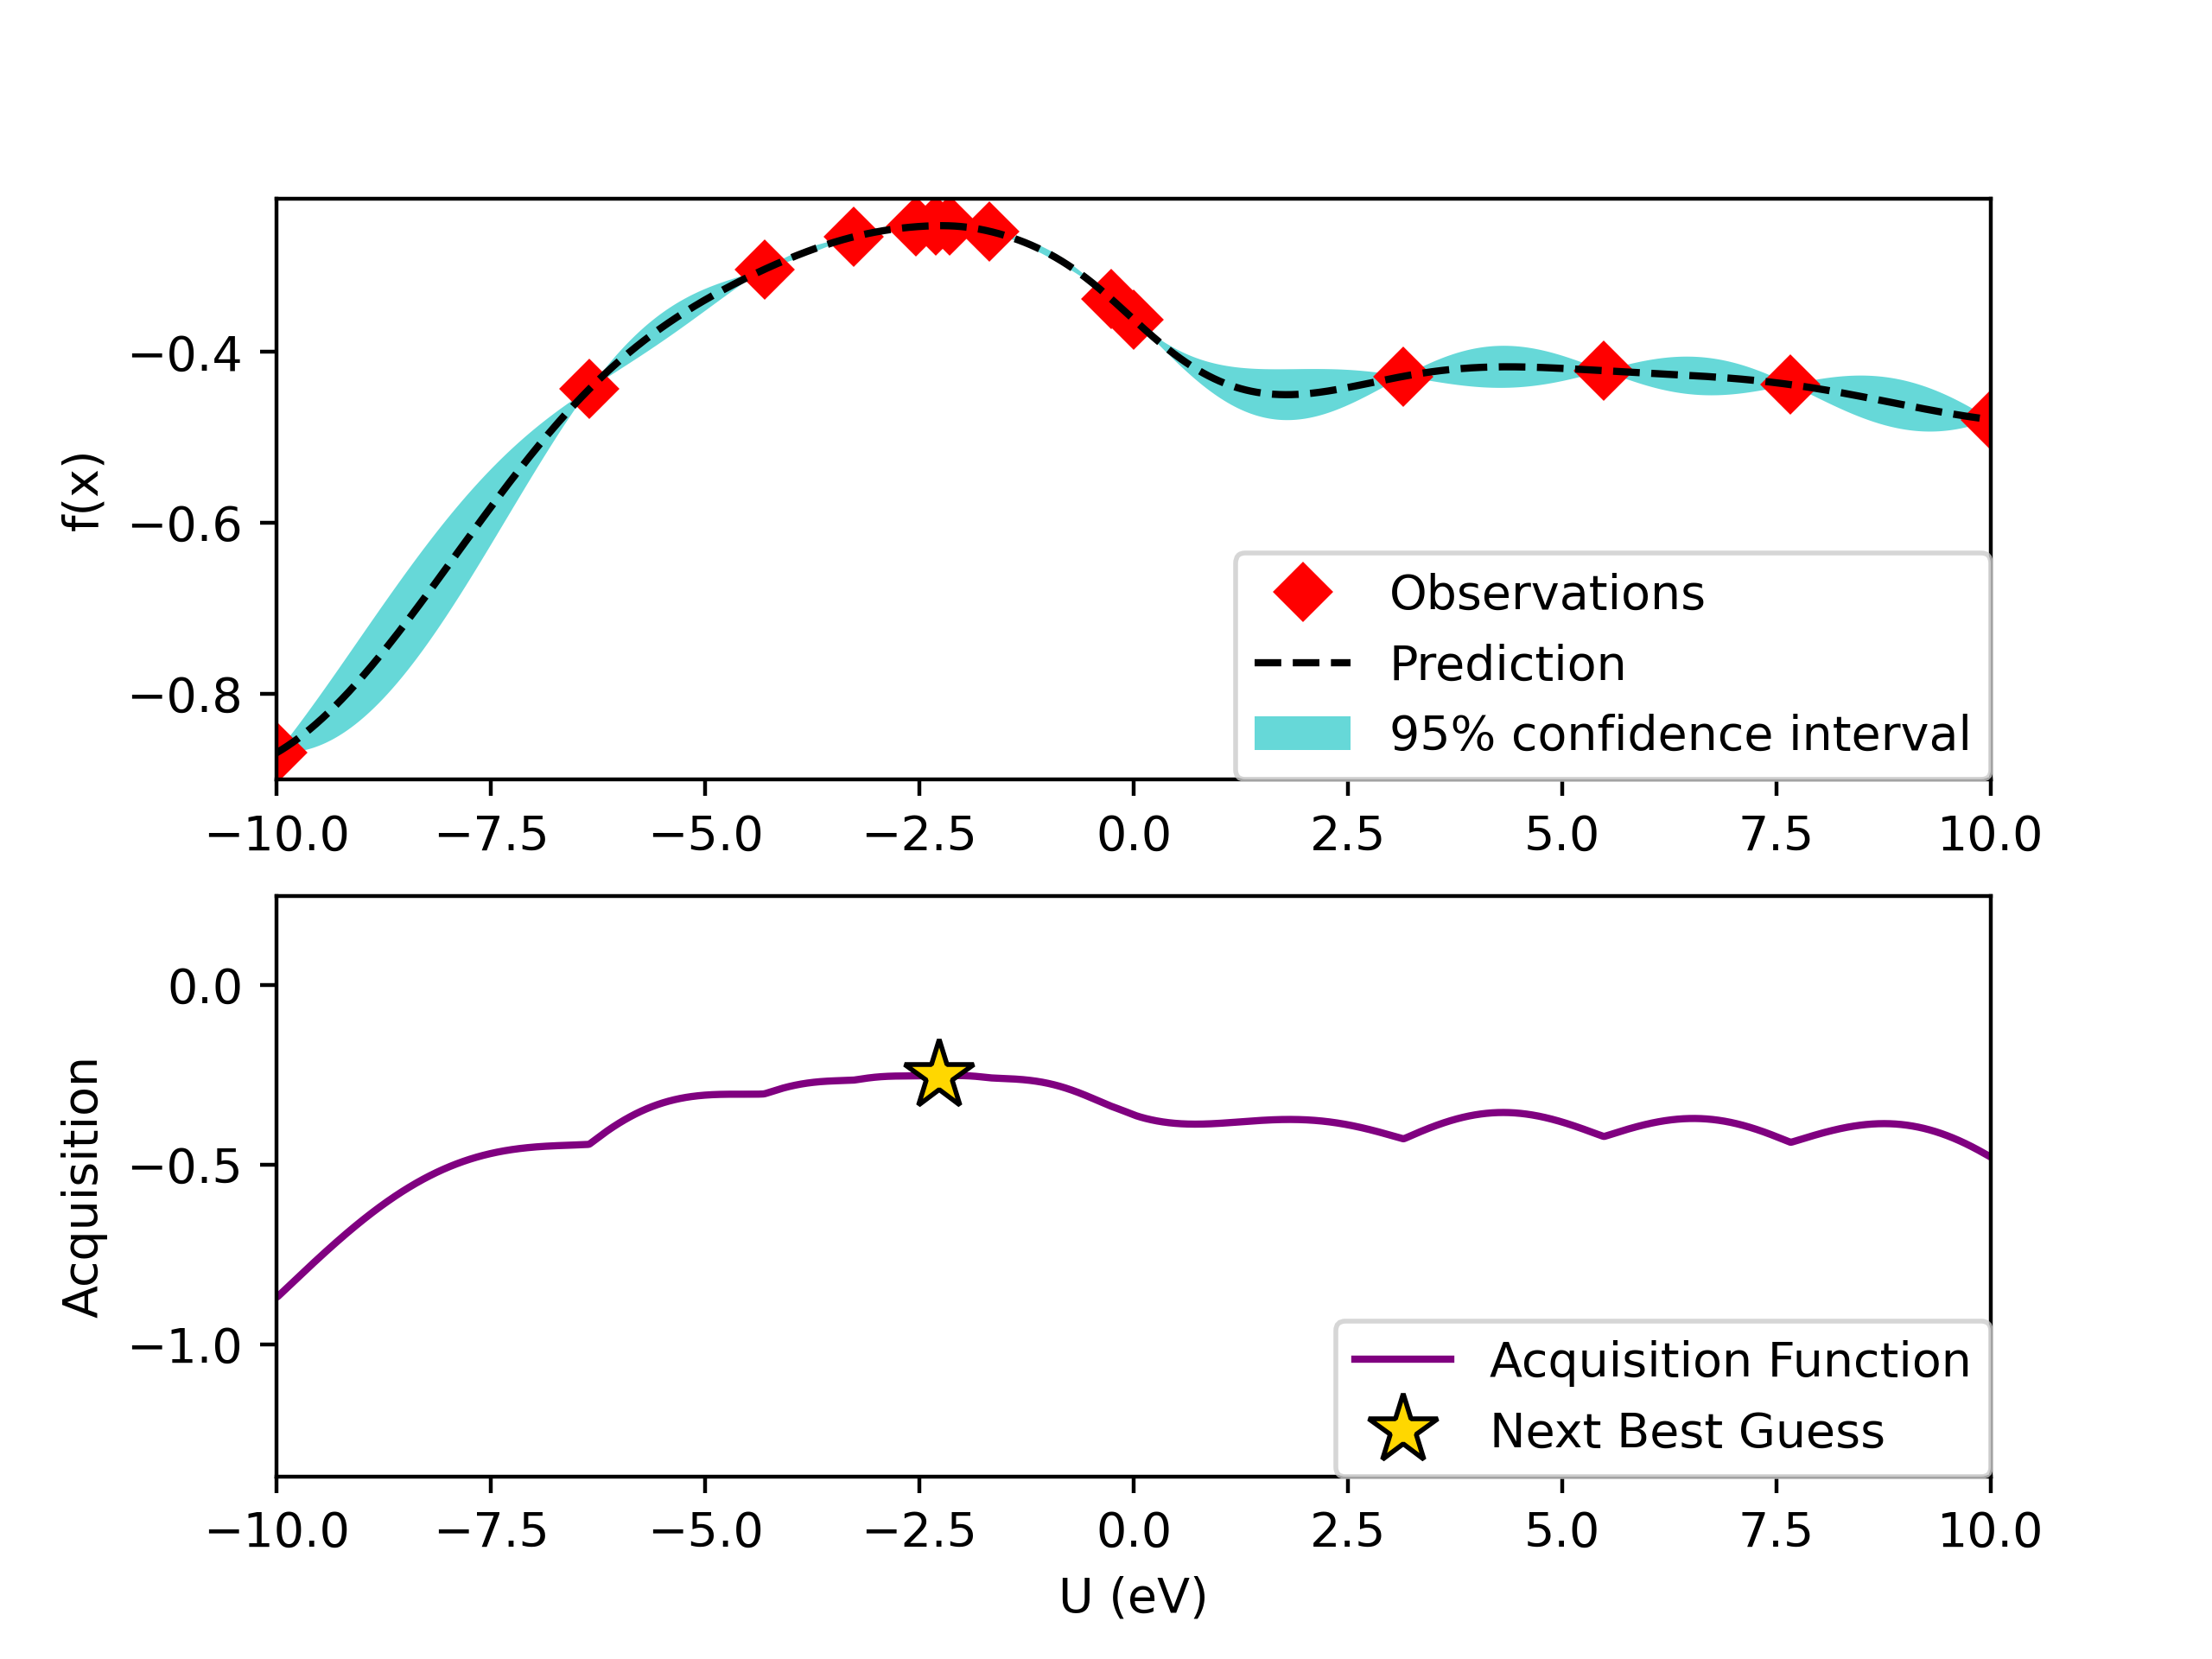 f(x)
−0.4
−0.6
−0.8
Observations
Prediction
95% confidence interval
−10.0 −7.5 −5.0 −2.5 0.0 2.5 5.0 7.5 10.0
Acquisition
0.0
−0.5
−1.0
Acquisition Function
Next Best Guess
−10.0 −7.5 −5.0 −2.5 0.0 2.5 5.0 7.5 10.0
U (eV)